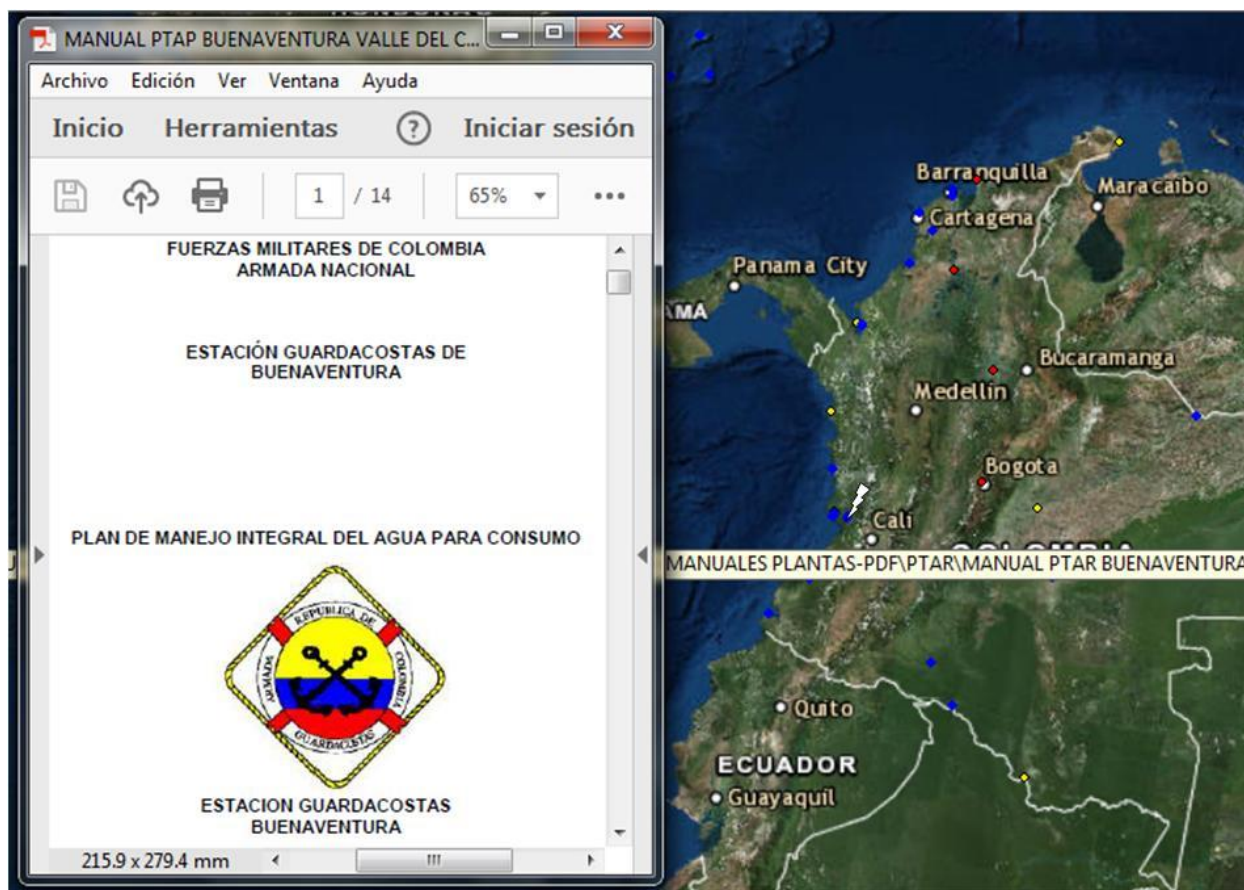 MANUAL PTAP BUENAVENTURA VALLE DEL C...
Archivo Edición Ver Ventana Ayuda
Inicio Herramientas ? Iniciar sesión
1 / 14 65%
FUERZAS MILITARES DE COLOMBIA
ARMADA NACIONAL
ESTACIÓN GUARDACOSTAS DE
BUENAVENTURA
PLAN DE MANEJO INTEGRAL DEL AGUA PARA CONSUMO
REPUBLICA DE
ARMADA
COLOMBIA
GUARDACOSTAS
ESTACION GUARDACOSTAS
BUENAVENTURA
215.9 x 279.4 mm
Barranquilla
Maracaibo
Cartagena
Panama City
AMÁ
Bucaramanga
Medellín
Bogota
Cali
MANUALES PLANTAS-PDF\PTAR\MANUAL PTAR BUENAVENTURA
Quito
ECUADOR
Guayaquil